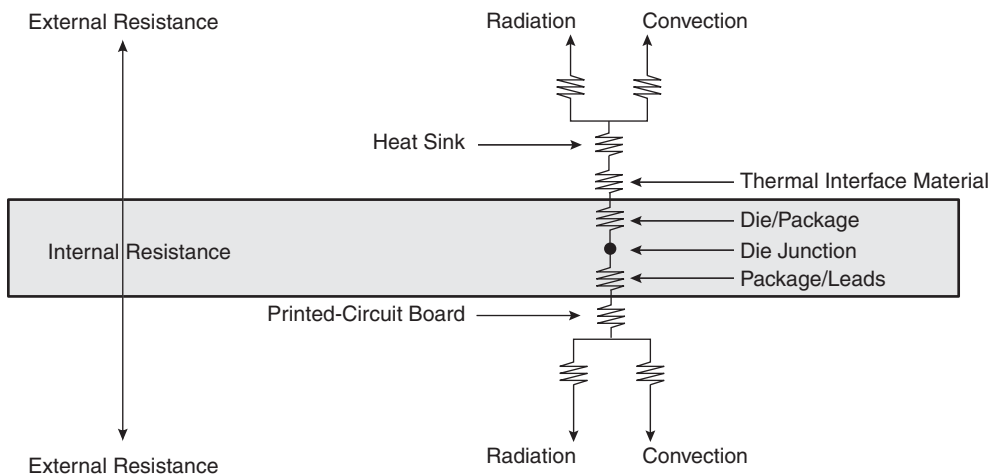 External Resistance
Radiation
Convection
Heat Sink
Thermal Interface Material
Die/Package
Internal Resistance
Die Junction
Package/Leads
Printed-Circuit Board
Radiation
Convection
External Resistance